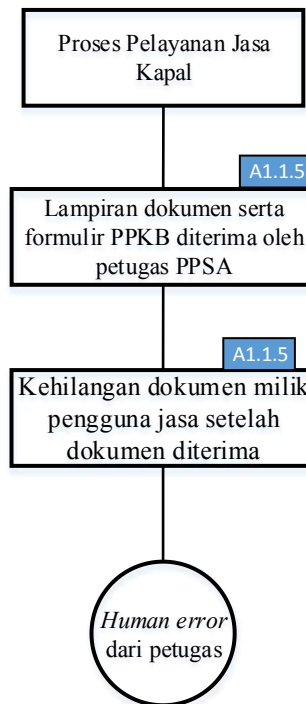 Proses Pelayanan Jasa
Kapal
A1.1.5
Lampiran dokumen serta
formulir PPKB diterima oleh
petugas PPSA
A1.1.5
Kehilangan dokumen milik
pengguna jasa setelah
dokumen diterima
Human error
dari petugas